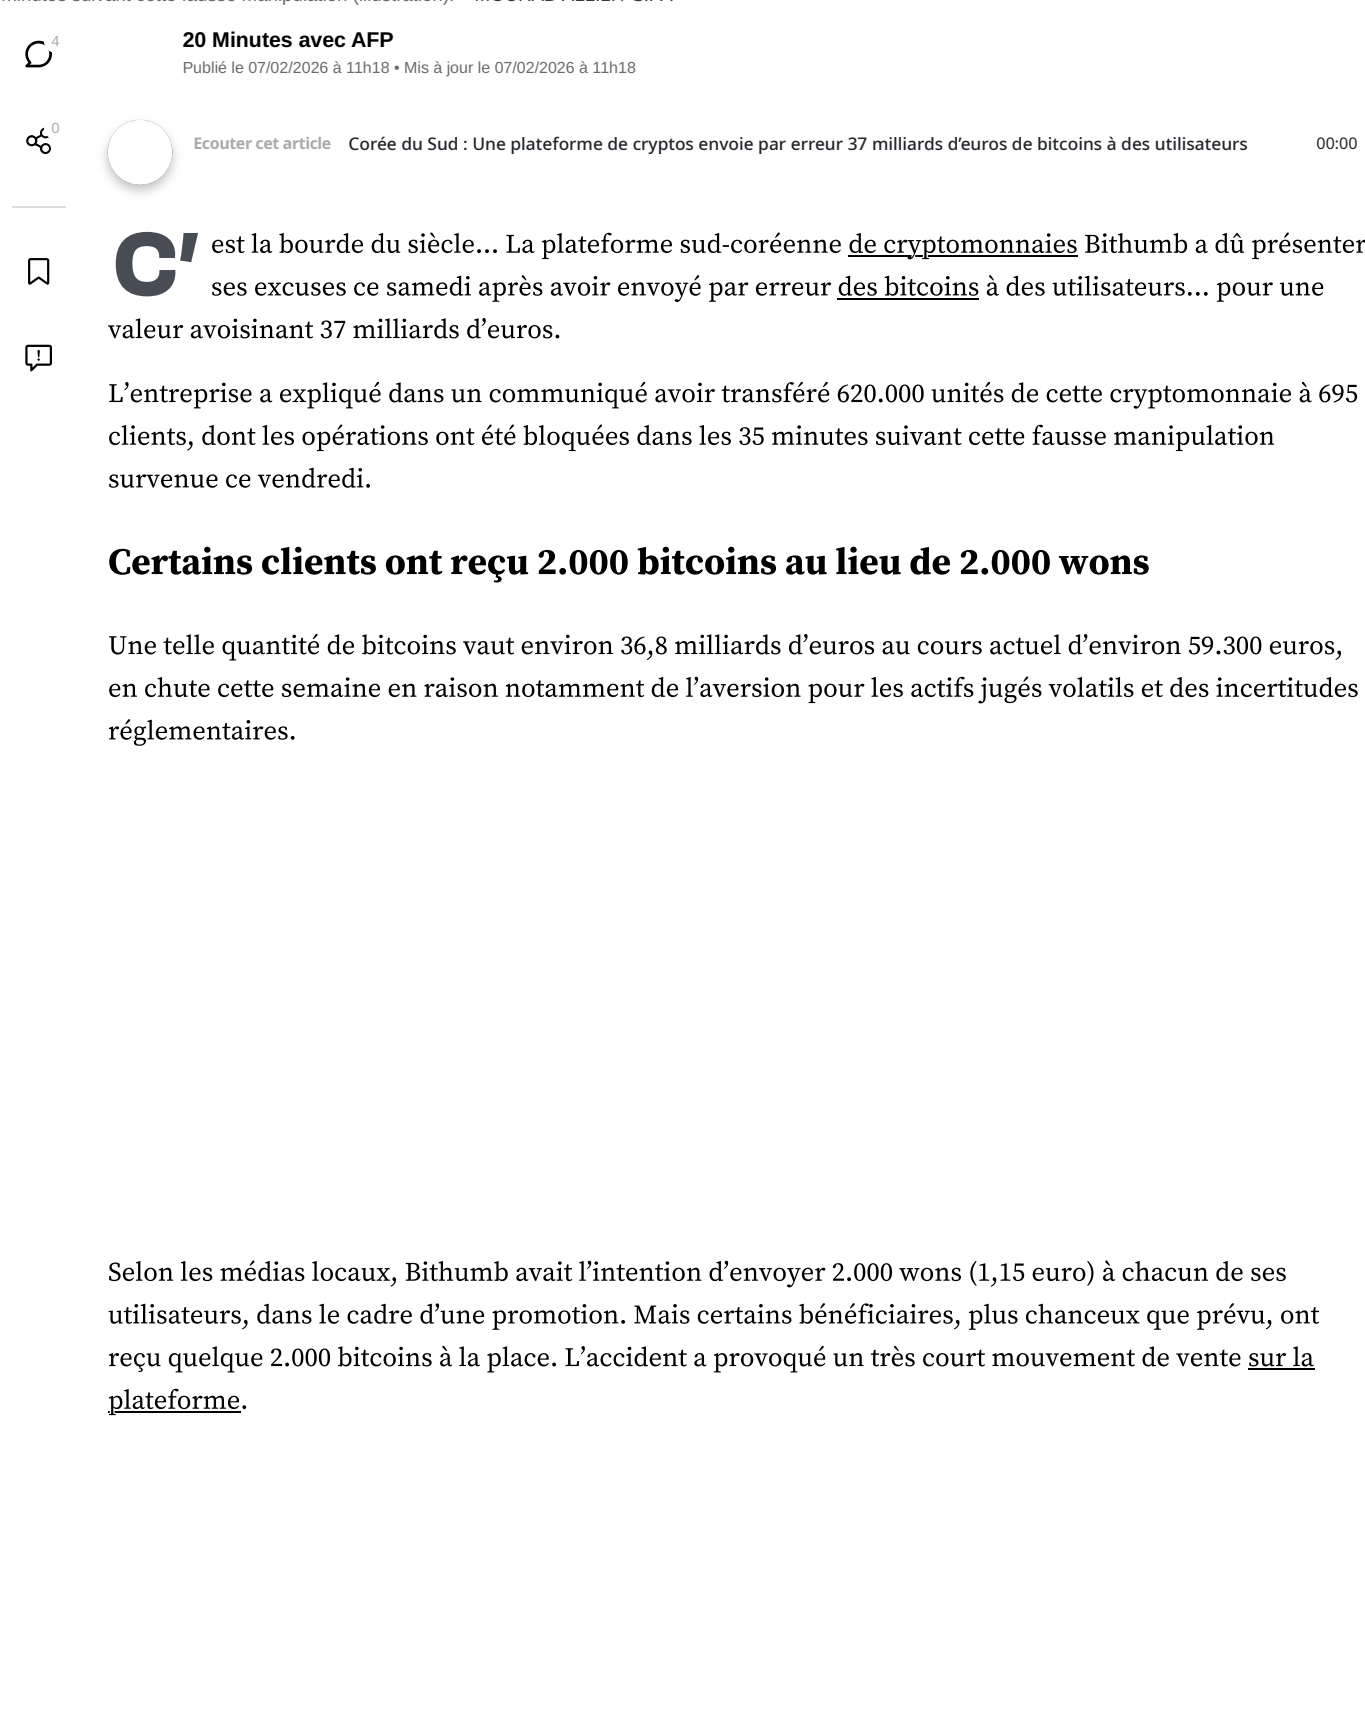 20 Minutes avec AFP
Publié le 07/02/2026 à 11h18 • Mis à jour le 07/02/2026 à 11h18
4
0
Ecouter cet article Corée du Sud : Une plateforme de cryptos envoie par erreur 37 milliards d’euros de bitcoins à des utilisateurs 00:00
C’est la bourde du siècle… La plateforme sud-coréenne de cryptomonnaies Bithumb a dû présenter
ses excuses ce samedi après avoir envoyé par erreur des bitcoins à des utilisateurs… pour une
valeur avoisinant 37 milliards d’euros.
L’entreprise a expliqué dans un communiqué avoir transféré 620.000 unités de cette cryptomonnaie à 695
clients, dont les opérations ont été bloquées dans les 35 minutes suivant cette fausse manipulation
survenue ce vendredi.
Certains clients ont reçu 2.000 bitcoins au lieu de 2.000 wons
Une telle quantité de bitcoins vaut environ 36,8 milliards d’euros au cours actuel d’environ 59.300 euros,
en chute cette semaine en raison notamment de l’aversion pour les actifs jugés volatils et des incertitudes
réglementaires.
Selon les médias locaux, Bithumb avait l’intention d’envoyer 2.000 wons (1,15 euro) à chacun de ses
utilisateurs, dans le cadre d’une promotion. Mais certains bénéficiaires, plus chanceux que prévu, ont
reçu quelque 2.000 bitcoins à la place. L’accident a provoqué un très court mouvement de vente sur la
plateforme.